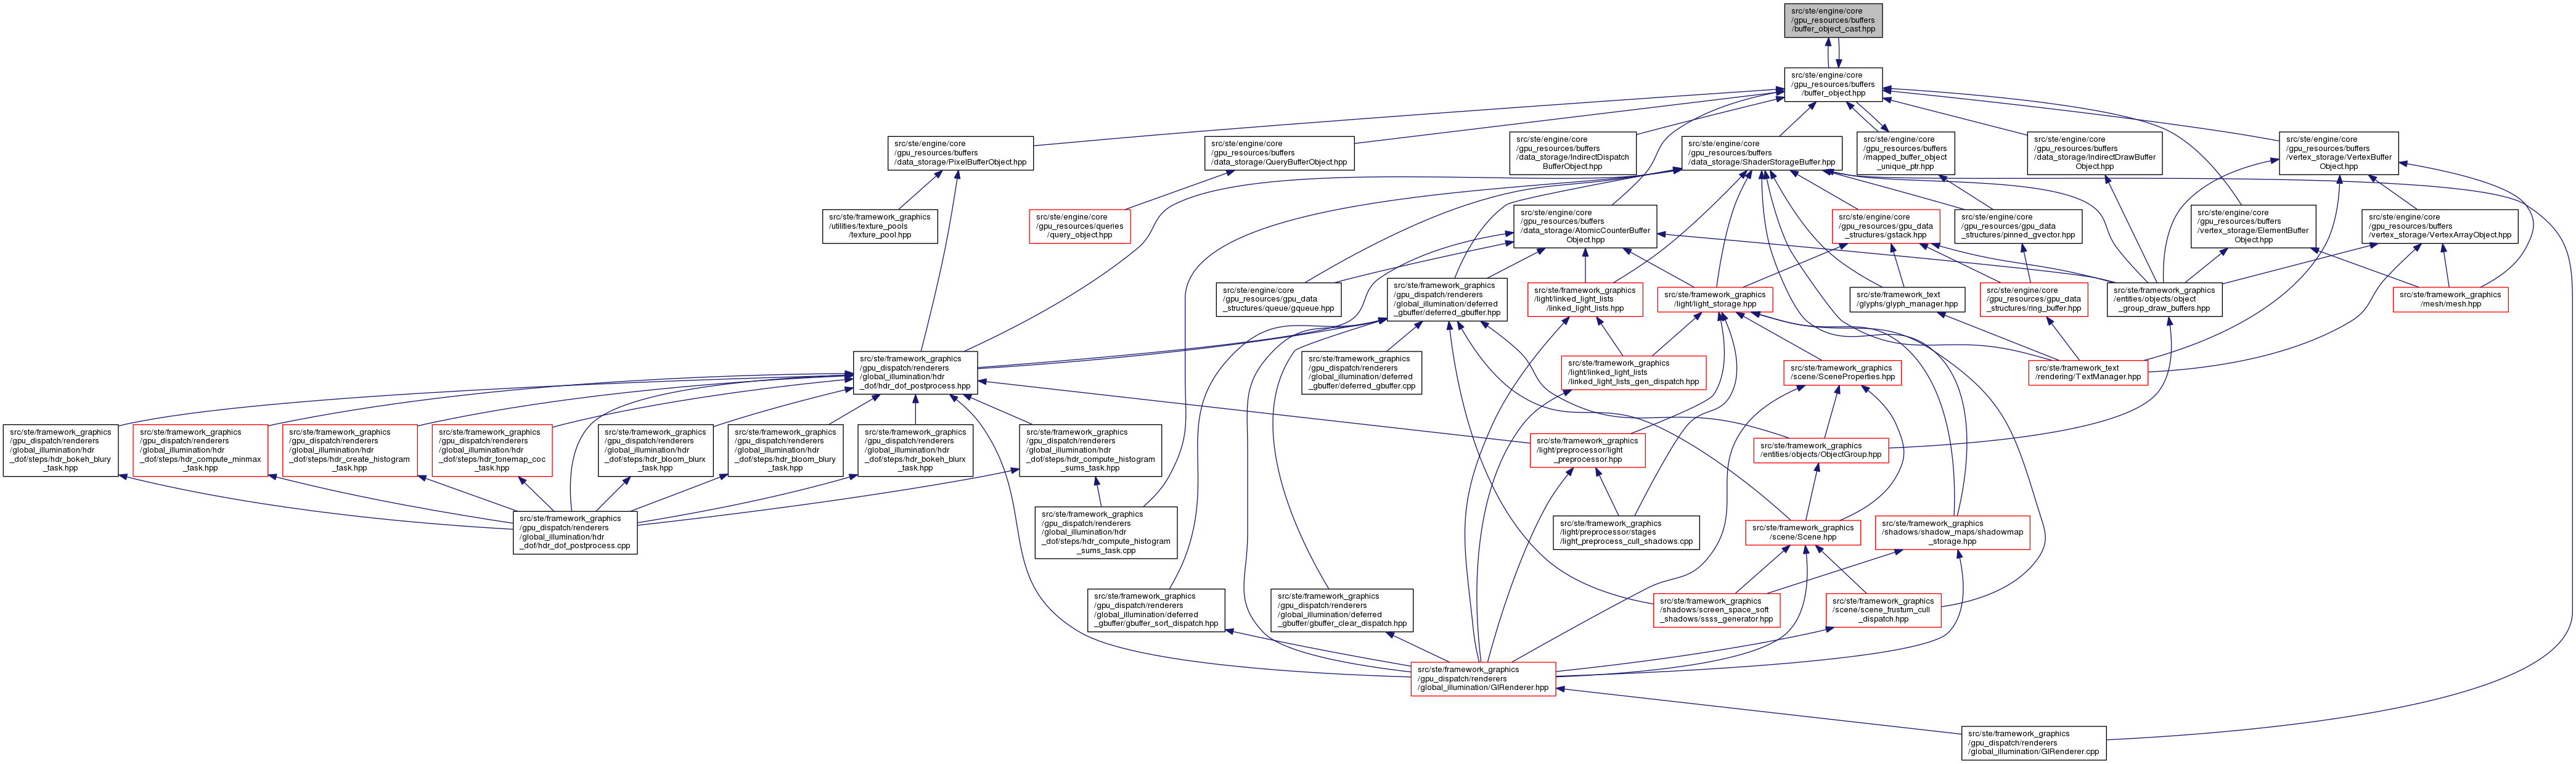 src/ste/engine/core
/gpu_resources/buffers
/buffer_object_cast.hpp
src/ste/engine/core
/gpu_resources/buffers
/buffer_object.hpp
src/ste/engine/core
/gpu_resources/buffers
/data_storage/PixelBufferObject.hpp
src/ste/engine/core
/gpu_resources/buffers
/data_storage/QueryBufferObject.hpp
src/ste/engine/core
/gpu_resources/buffers
/data_storage/IndirectDispatch
BufferObject.hpp
src/ste/engine/core
/gpu_resources/buffers
/data_storage/ShaderStorageBuffer.hpp
src/ste/engine/core
/gpu_resources/buffers
/mapped_buffer_object
_unique_ptr.hpp
src/ste/engine/core
/gpu_resources/buffers
/data_storage/IndirectDrawBuffer
Object.hpp
src/ste/engine/core
/gpu_resources/buffers
/vertex_storage/VertexBuffer
Object.hpp
src/ste/framework_graphics
/utilities/texture_pools
/texture_pool.hpp
src/ste/engine/core
/gpu_resources/queries
/query_object.hpp
src/ste/engine/core
/gpu_resources/buffers
/data_storage/AtomicCounterBuffer
Object.hpp
src/ste/engine/core
/gpu_resources/gpu_data
_structures/gstack.hpp
src/ste/engine/core
/gpu_resources/gpu_data
_structures/pinned_gvector.hpp
src/ste/engine/core
/gpu_resources/buffers
/vertex_storage/ElementBuffer
Object.hpp
src/ste/engine/core
/gpu_resources/buffers
/vertex_storage/VertexArrayObject.hpp
src/ste/engine/core
/gpu_resources/gpu_data
_structures/queue/gqueue.hpp
src/ste/framework_graphics
/gpu_dispatch/renderers
/global_illumination/deferred
_gbuffer/deferred_gbuffer.hpp
src/ste/framework_graphics
/light/linked_light_lists
/linked_light_lists.hpp
src/ste/framework_graphics
/light/light_storage.hpp
src/ste/framework_text
/glyphs/glyph_manager.hpp
src/ste/engine/core
/gpu_resources/gpu_data
_structures/ring_buffer.hpp
src/ste/framework_graphics
/entities/objects/object
_group_draw_buffers.hpp
src/ste/framework_graphics
/mesh/mesh.hpp
src/ste/framework_graphics
/gpu_dispatch/renderers
/global_illumination/hdr
_dof/hdr_dof_postprocess.hpp
src/ste/framework_graphics
/gpu_dispatch/renderers
/global_illumination/deferred
_gbuffer/deferred_gbuffer.cpp
src/ste/framework_graphics
/light/linked_light_lists
/linked_light_lists_gen_dispatch.hpp
src/ste/framework_graphics
/scene/SceneProperties.hpp
src/ste/framework_text
/rendering/TextManager.hpp
src/ste/framework_graphics
/gpu_dispatch/renderers
/global_illumination/hdr
_dof/steps/hdr_bokeh_blury
_task.hpp
src/ste/framework_graphics
/gpu_dispatch/renderers
/global_illumination/hdr
_dof/steps/hdr_compute_minmax
_task.hpp
src/ste/framework_graphics
/gpu_dispatch/renderers
/global_illumination/hdr
_dof/steps/hdr_create_histogram
_task.hpp
src/ste/framework_graphics
/gpu_dispatch/renderers
/global_illumination/hdr
_dof/steps/hdr_tonemap_coc
_task.hpp
src/ste/framework_graphics
/gpu_dispatch/renderers
/global_illumination/hdr
_dof/steps/hdr_bloom_blurx
_task.hpp
src/ste/framework_graphics
/gpu_dispatch/renderers
/global_illumination/hdr
_dof/steps/hdr_bloom_blury
_task.hpp
src/ste/framework_graphics
/gpu_dispatch/renderers
/global_illumination/hdr
_dof/steps/hdr_bokeh_blurx
_task.hpp
src/ste/framework_graphics
/gpu_dispatch/renderers
/global_illumination/hdr
_dof/steps/hdr_compute_histogram
_sums_task.hpp
src/ste/framework_graphics
/light/preprocessor/light
_preprocessor.hpp
src/ste/framework_graphics
/entities/objects/ObjectGroup.hpp
src/ste/framework_graphics
/gpu_dispatch/renderers
/global_illumination/hdr
_dof/hdr_dof_postprocess.cpp
src/ste/framework_graphics
/gpu_dispatch/renderers
/global_illumination/hdr
_dof/steps/hdr_compute_histogram
_sums_task.cpp
src/ste/framework_graphics
/light/preprocessor/stages
/light_preprocess_cull_shadows.cpp
src/ste/framework_graphics
/scene/Scene.hpp
src/ste/framework_graphics
/shadows/shadow_maps/shadowmap
_storage.hpp
src/ste/framework_graphics
/gpu_dispatch/renderers
/global_illumination/deferred
_gbuffer/gbuffer_sort_dispatch.hpp
src/ste/framework_graphics
/gpu_dispatch/renderers
/global_illumination/deferred
_gbuffer/gbuffer_clear_dispatch.hpp
src/ste/framework_graphics
/shadows/screen_space_soft
_shadows/ssss_generator.hpp
src/ste/framework_graphics
/scene/scene_frustum_cull
_dispatch.hpp
src/ste/framework_graphics
/gpu_dispatch/renderers
/global_illumination/GIRenderer.hpp
src/ste/framework_graphics
/gpu_dispatch/renderers
/global_illumination/GIRenderer.cpp